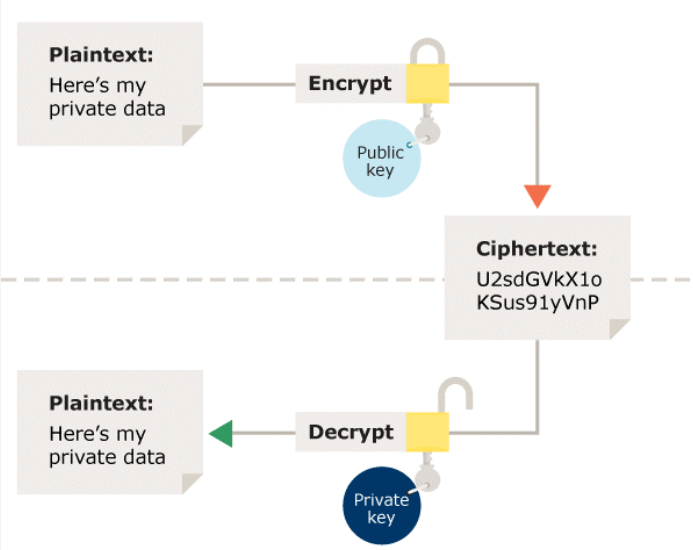 Plaintext:
Here's my
private data
Encrypt
Public
key
Ciphertext:
U2sdGVkX1o
KSus91yVnP
Plaintext:
Here's my
private data
Decrypt
Private
key